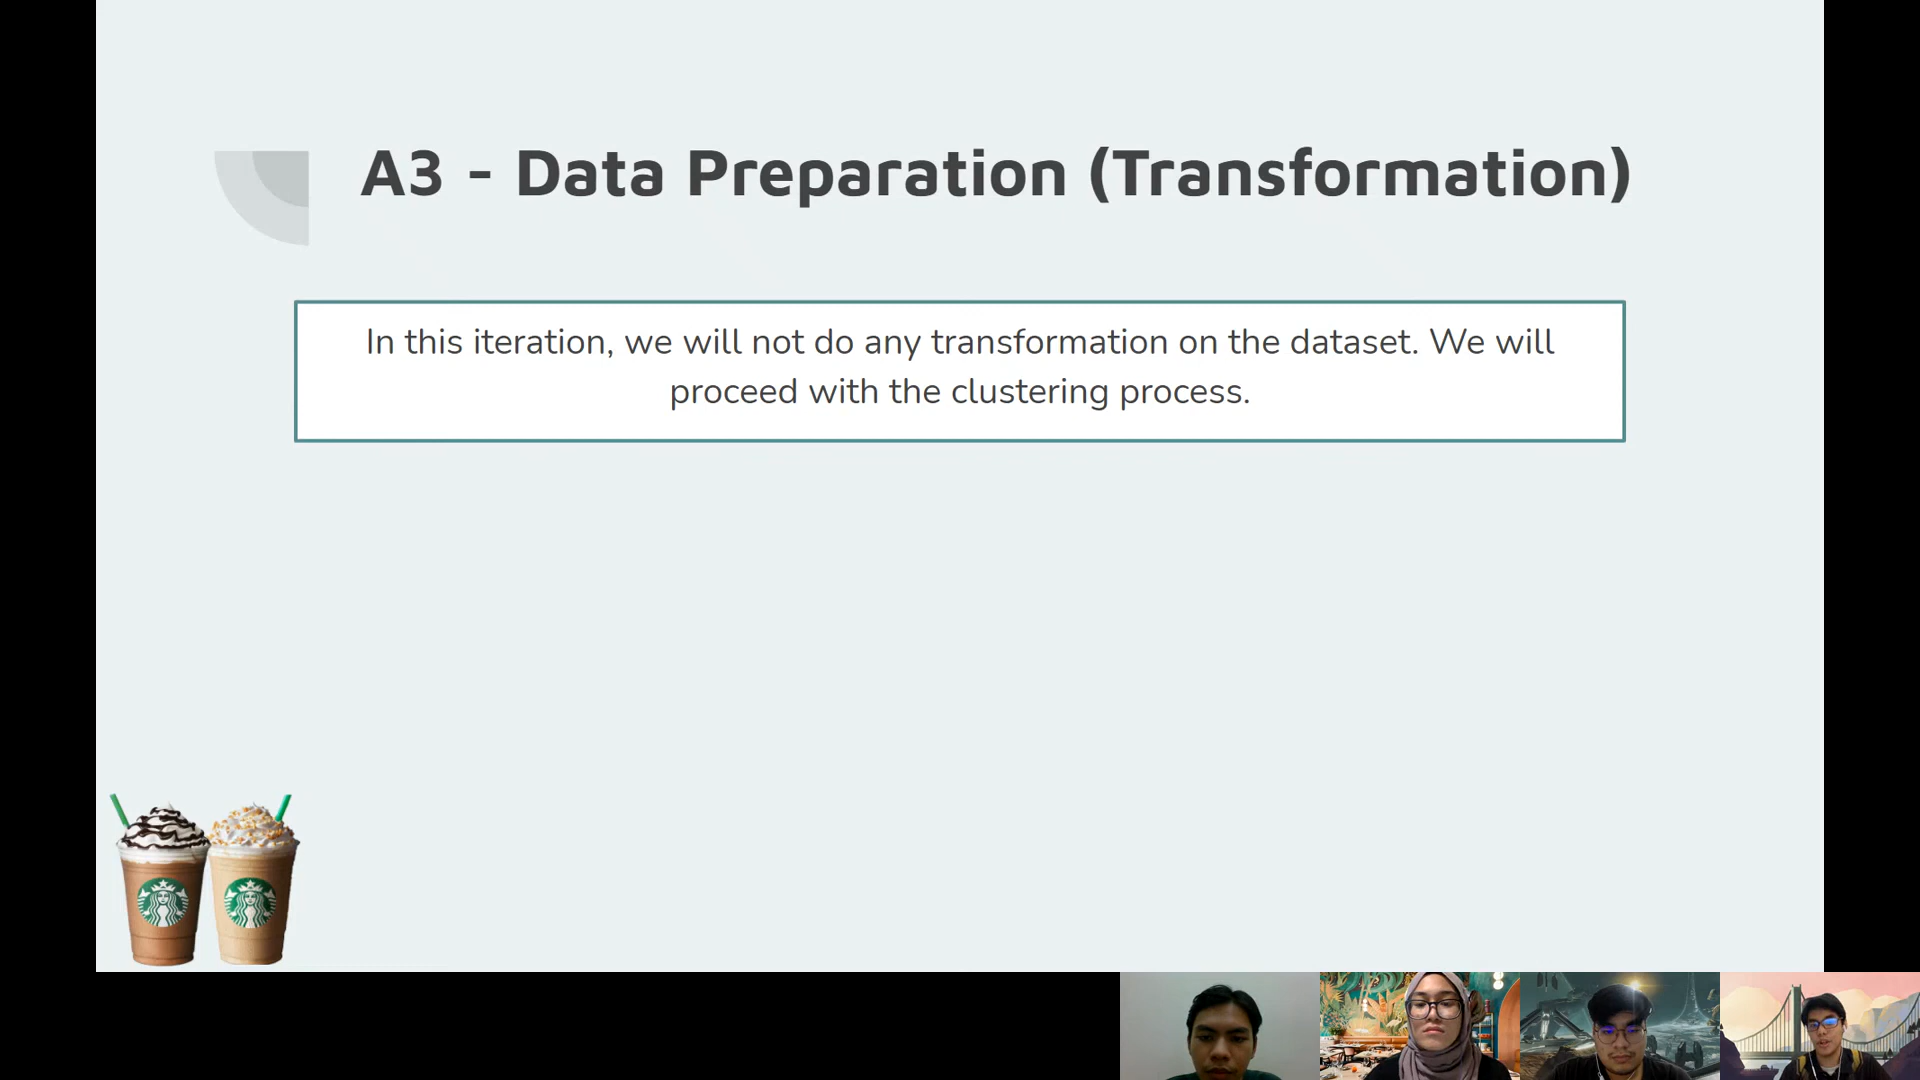 A3 - Data Preparation (Transformation)
In this iteration, we will not do any transformation on the dataset. We will
proceed with the clustering process.